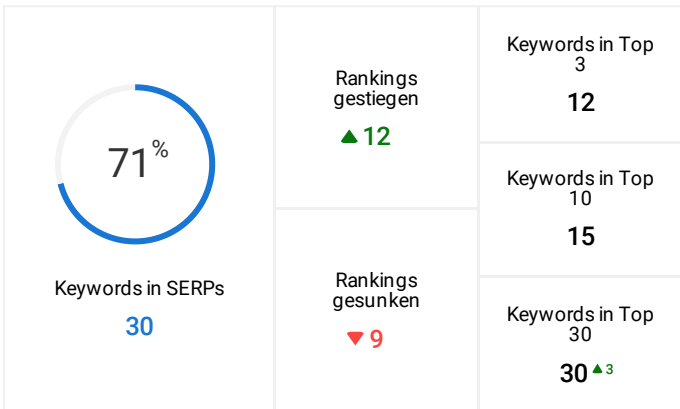 71%
Keywords in SERPs
30
Rankings
gestiegen
▲ 12
Rankings
gesunken
▼ 9
Keywords in Top
3
12
Keywords in Top
10
15
Keywords in Top
30
30 ▲ 3